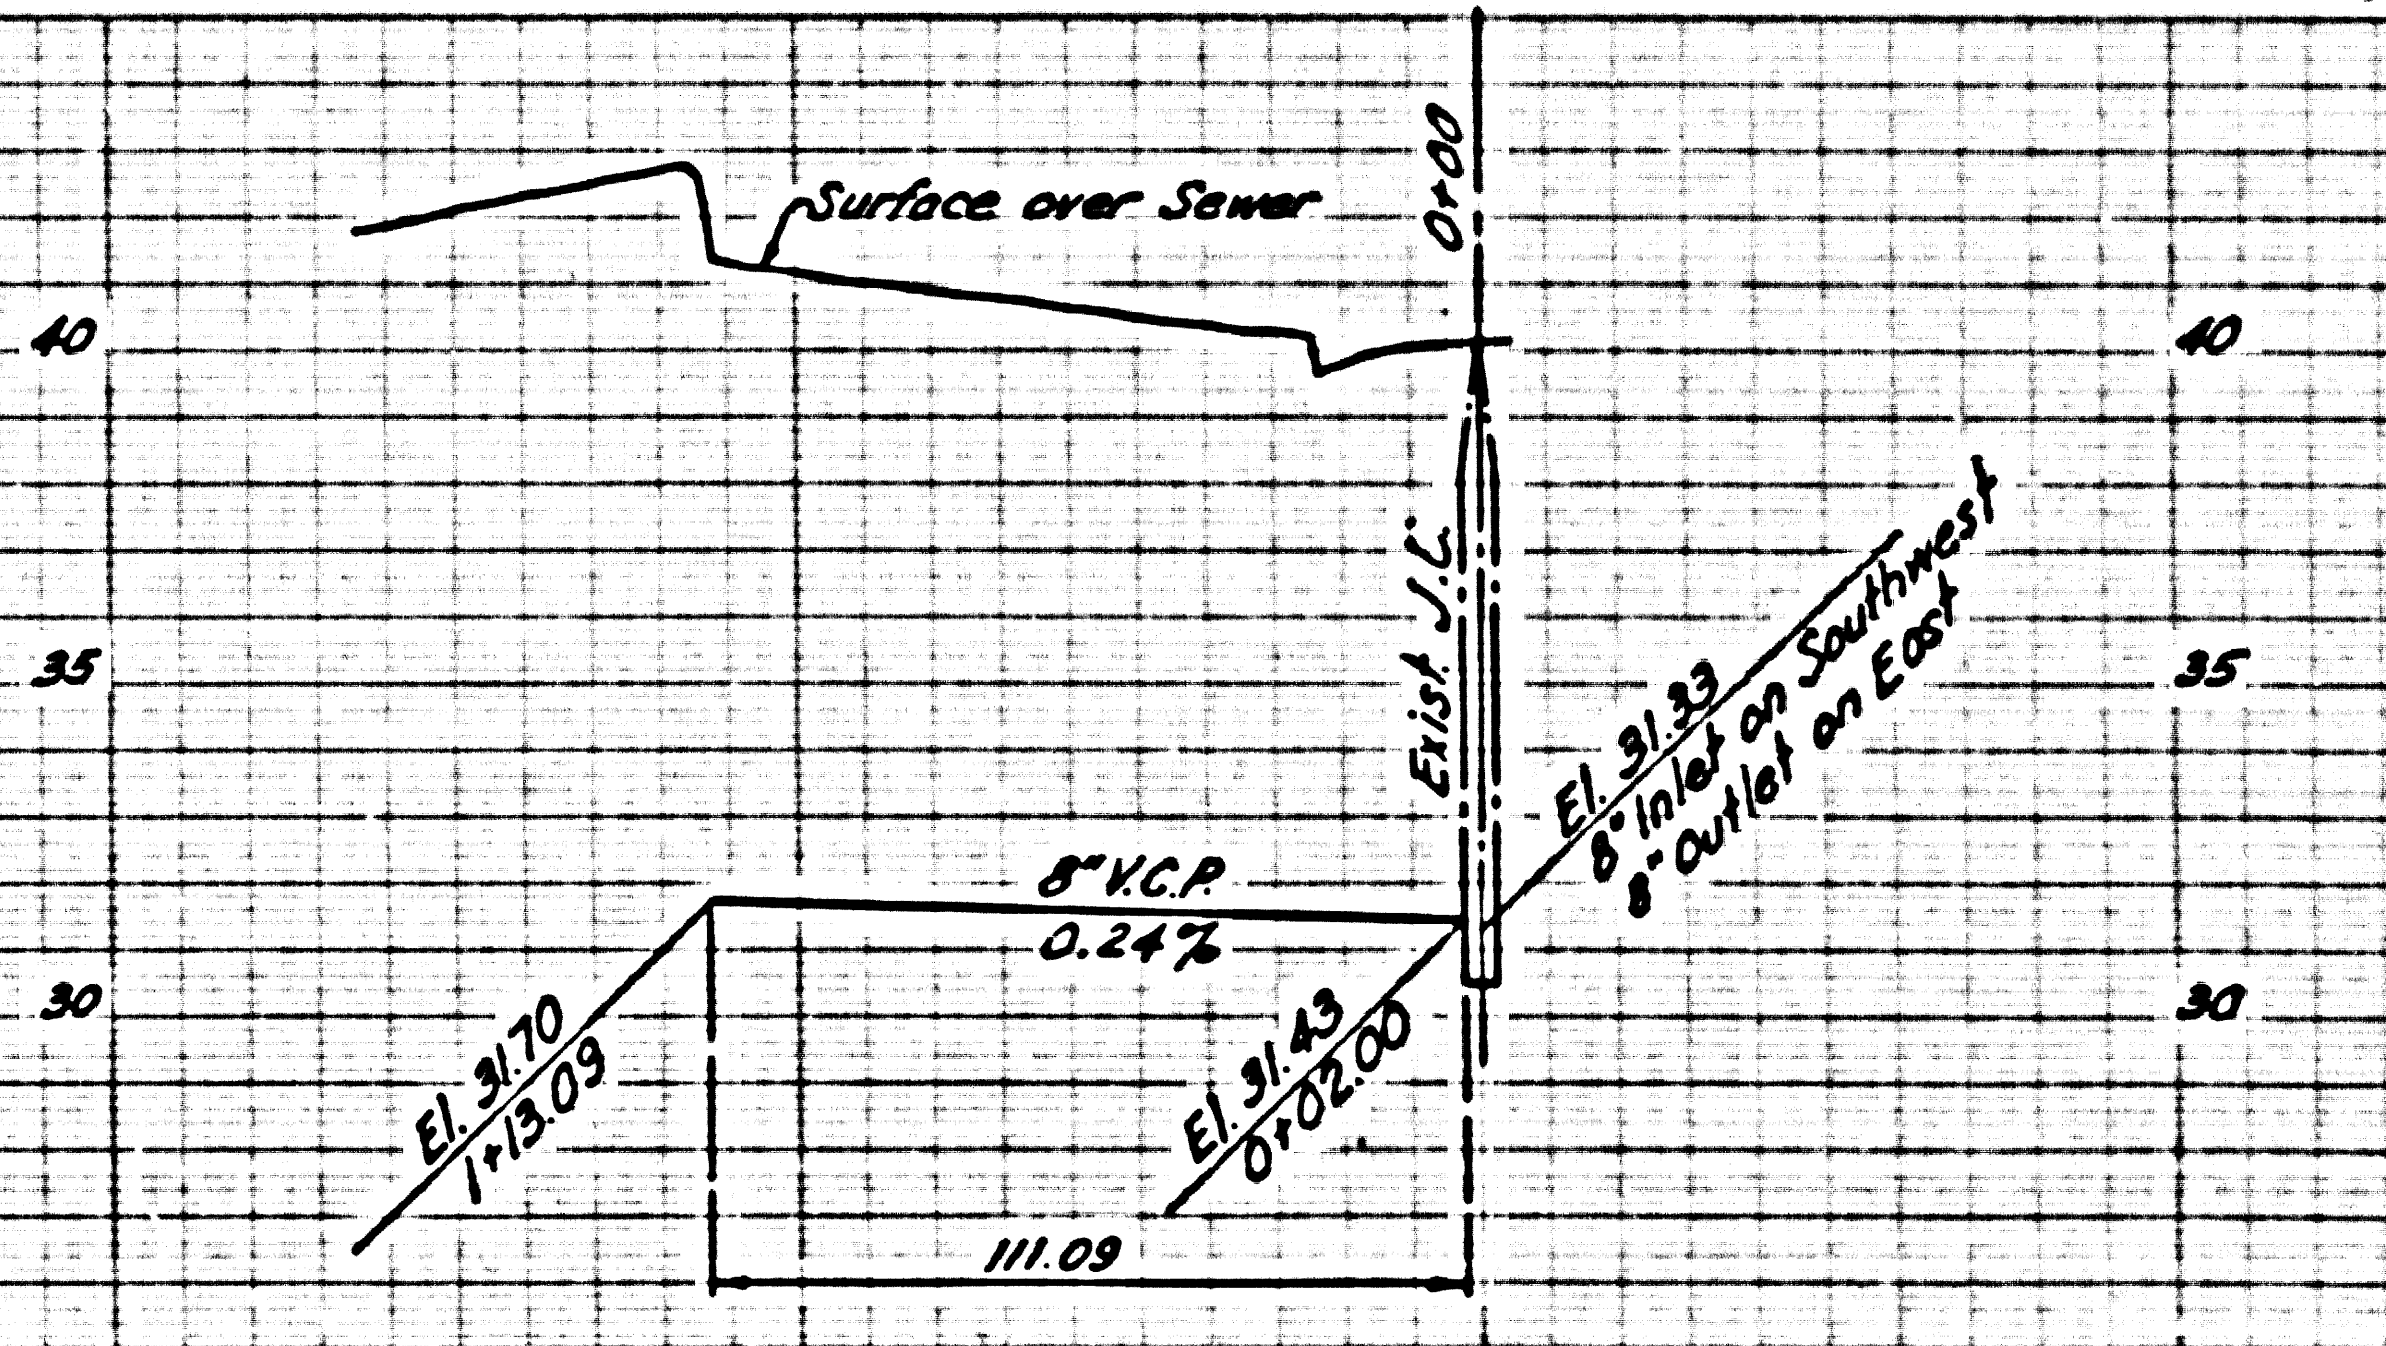 0+00
Surface over Sewer
40
40
Exist. J.C.
35
35
El. 31.33
8" Inlet on Southwest
8" Outlet on East
8" V.C.P.
0.24%
30
30
El. 31.70
1+13.09
El. 31.43
0+02.00
111.09